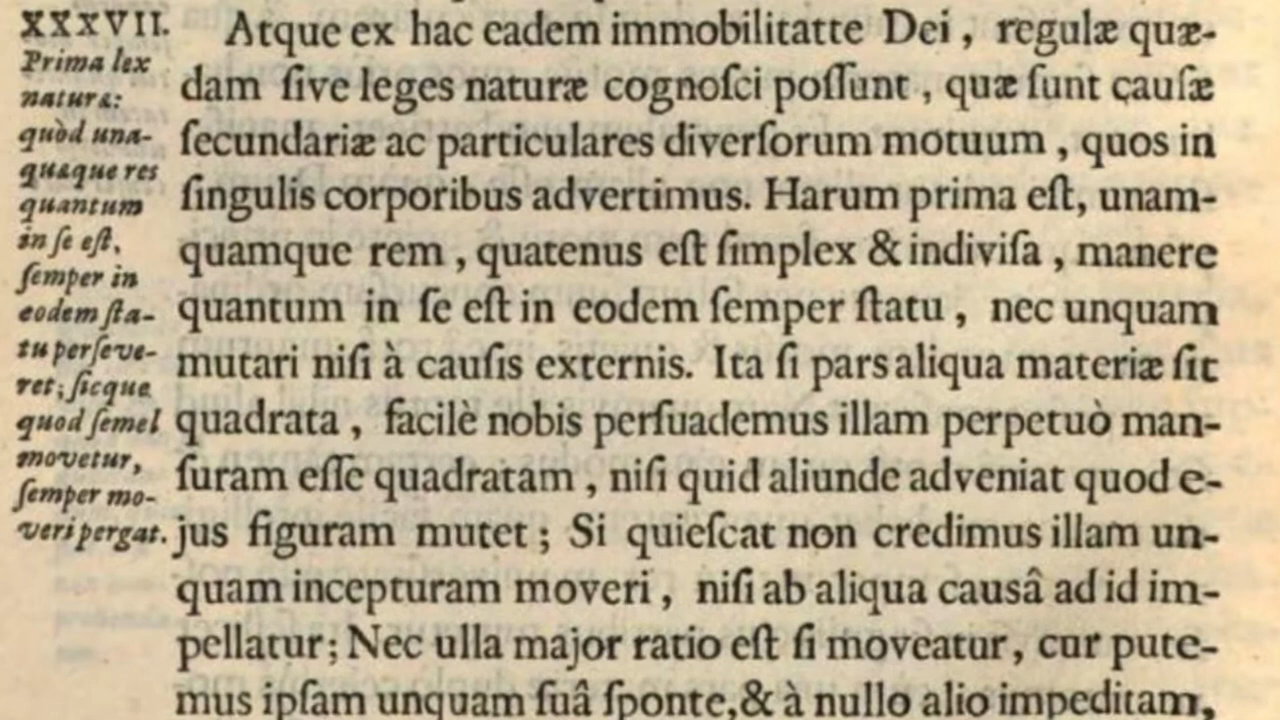 XXXVII.
Prima lex
naturæ:
quòd una-
quæque res
quantum
in ſe eſt,
ſemper in
eodem ſta-
tu perſeve-
ret; ſicque
quod ſemel
movetur,
ſemper mo-
veri pergat.
Atque ex hac eadem immobilitatte Dei, regulæ quæ-
dam ſive leges naturæ cognoſci poſſunt, quæ ſunt cauſæ
ſecundariæ ac particulares diverſorum motuum, quos in
ſingulis corporibus advertimus. Harum prima eſt, unam-
quamque rem, quatenus eſt ſimplex & indiviſa, manere
quantum in ſe eſt in eodem ſemper ſtatu, nec unquam
mutari niſi à cauſis externis. Ita ſi pars aliqua materiæ ſit
quadrata, facilè nobis perſuademus illam perpetuò man-
ſuram eſſe quadratam, niſi quid aliunde adveniat quod e-
jus figuram mutet; Si quieſcat non credimus illam un-
quam incepturam moveri, niſi ab aliqua causâ ad id im-
pellatur; Nec ulla major ratio eſt ſi moveatur, cur pute-
mus ipſam unquam ſuâ ſponte, & à nullo alio impeditam,